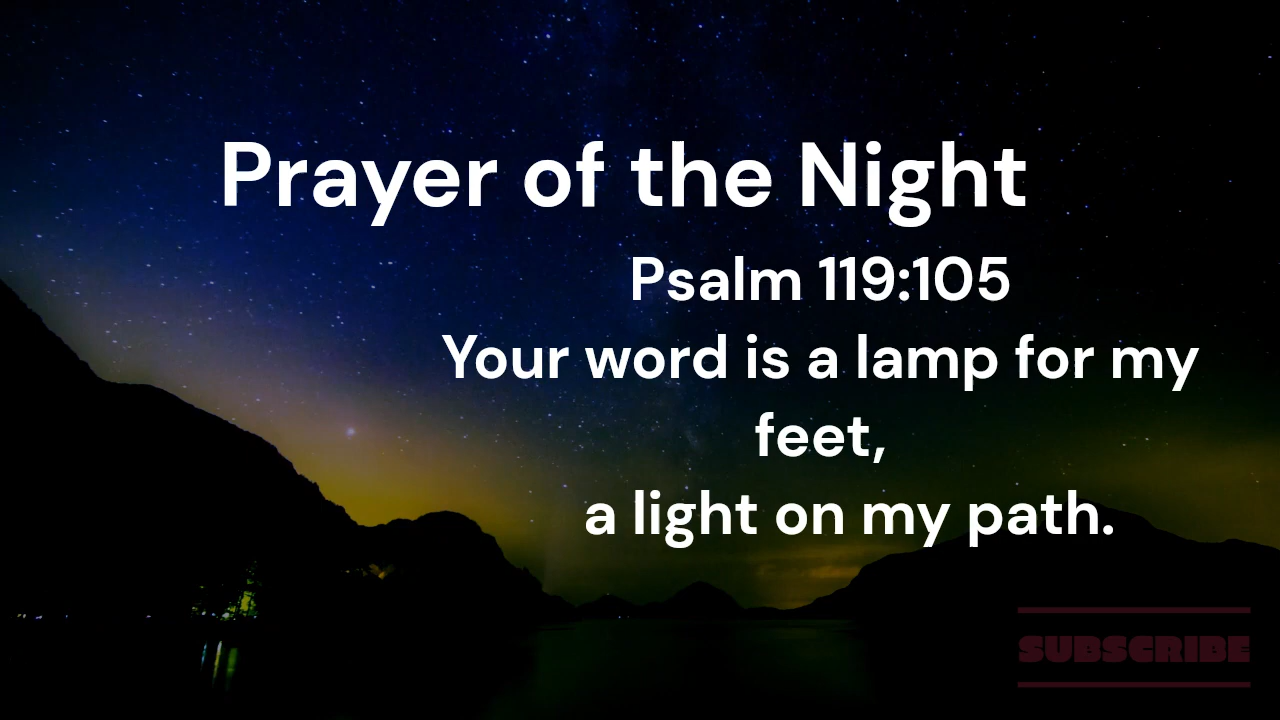 Prayer of the Night
Psalm 119:105
Your word is a lamp for my
feet,
a light on my path.
SUBSCRIBE